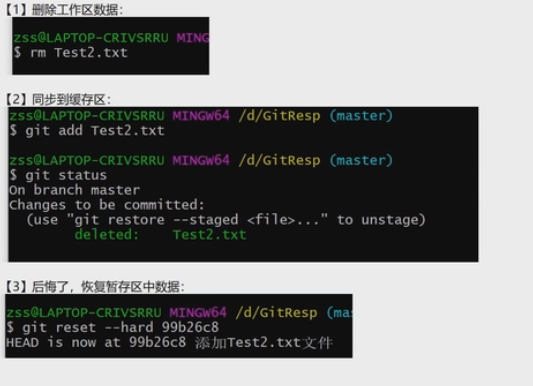 【1】删除工作区数据：
zss@LAPTOP-CRIVSRRU MING
$ rm Test2.txt
【2】同步到缓存区：
zss@LAPTOP-CRIVSRRU MINGW64 /d/GitResp (master)
$ git add Test2.txt
zss@LAPTOP-CRIVSRRU MINGW64 /d/GitResp (master)
$ git status
On branch master
Changes to be committed:
(use "git restore --staged <file>..." to unstage)
deleted: Test2.txt
【3】后悔了，恢复暂存区中数据：
zss@LAPTOP-CRIVSRRU MINGW64 /d/GitResp (ma
$ git reset --hard 99b26c8
HEAD is now at 99b26c8 添加Test2.txt文件